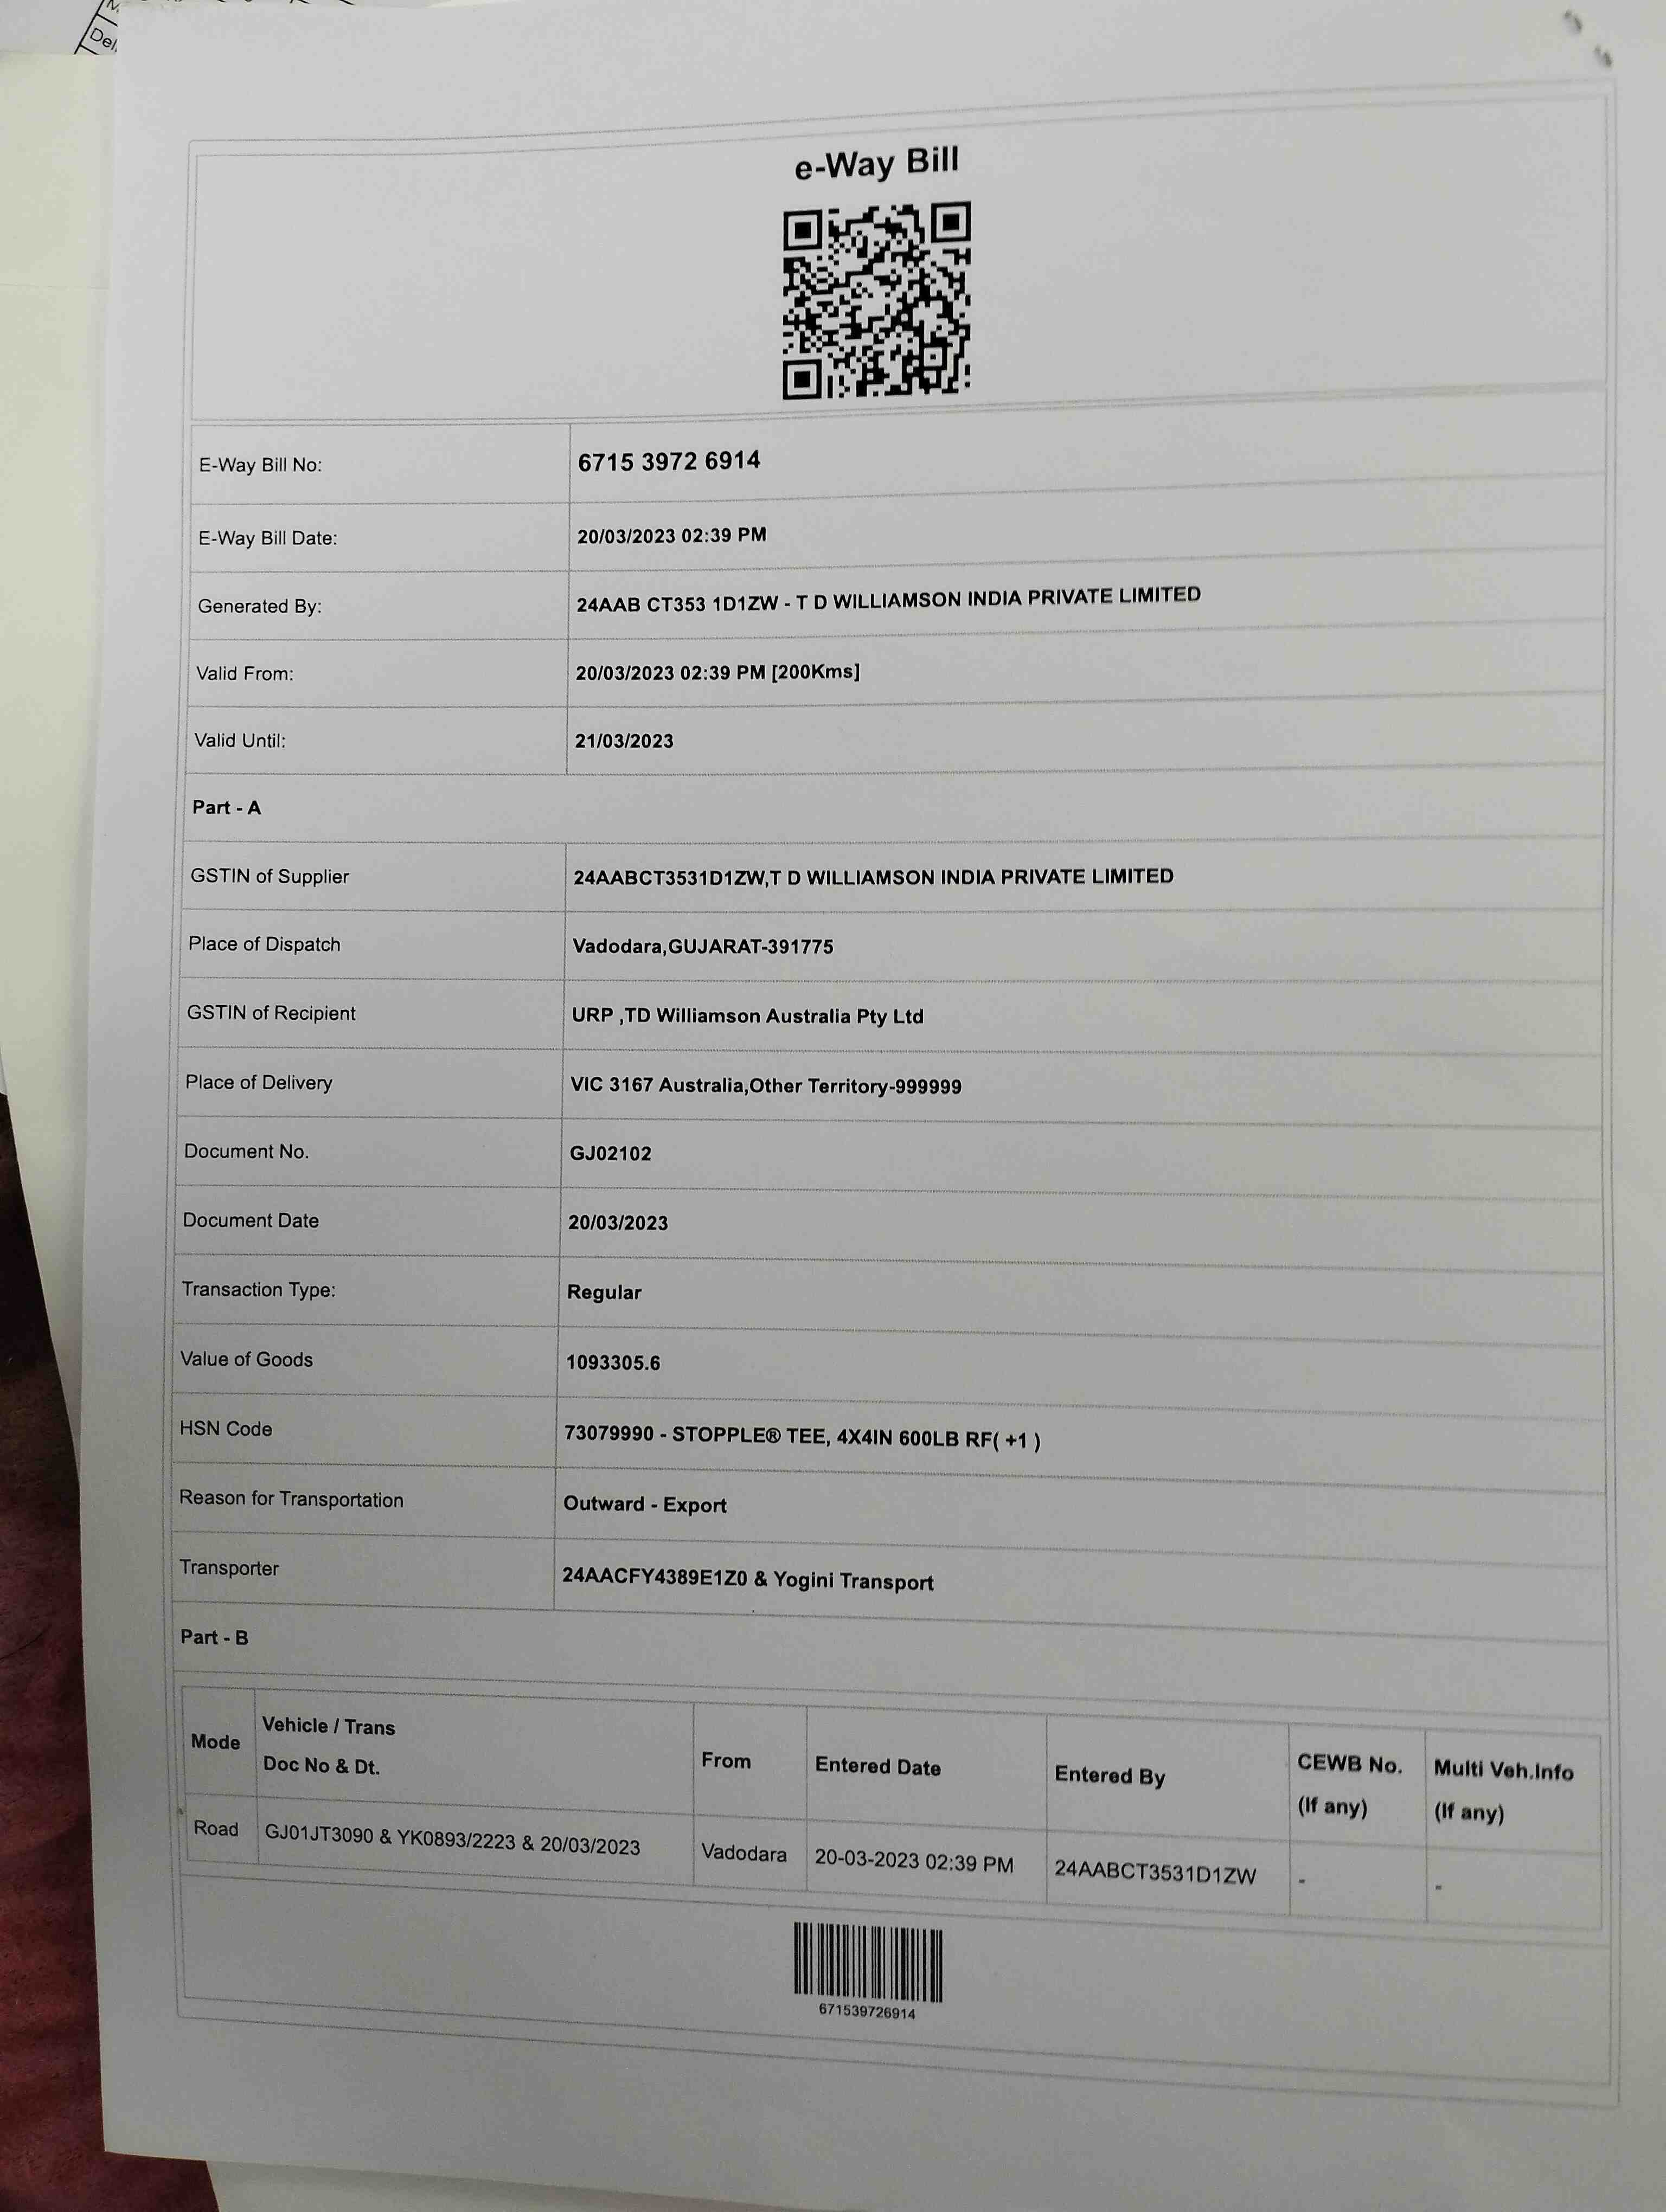 Del
e-Way Bill
E-Way Bill No: 6715 3972 6914
E-Way Bill Date: 20/03/2023 02:39 PM
Generated By: 24AAB CT353 1D1ZW - T D WILLIAMSON INDIA PRIVATE LIMITED
Valid From: 20/03/2023 02:39 PM [200Kms]
Valid Until: 21/03/2023
Part - A
GSTIN of Supplier 24AABCT3531D1ZW,T D WILLIAMSON INDIA PRIVATE LIMITED
Place of Dispatch Vadodara,GUJARAT-391775
GSTIN of Recipient URP ,TD Williamson Australia Pty Ltd
Place of Delivery VIC 3167 Australia,Other Territory-999999
Document No. GJ02102
Document Date 20/03/2023
Transaction Type: Regular
Value of Goods 1093305.6
HSN Code 73079990 - STOPPLE® TEE, 4X4IN 600LB RF( +1 )
Reason for Transportation Outward - Export
Transporter 24AACFY4389E1Z0 & Yogini Transport
Part - B
Mode Vehicle / Trans Doc No & Dt. From Entered Date Entered By CEWB No. (If any) Multi Veh.Info (If any)
Road GJ01JT3090 & YK0893/2223 & 20/03/2023 Vadodara 20-03-2023 02:39 PM 24AABCT3531D1ZW - -
671539726914